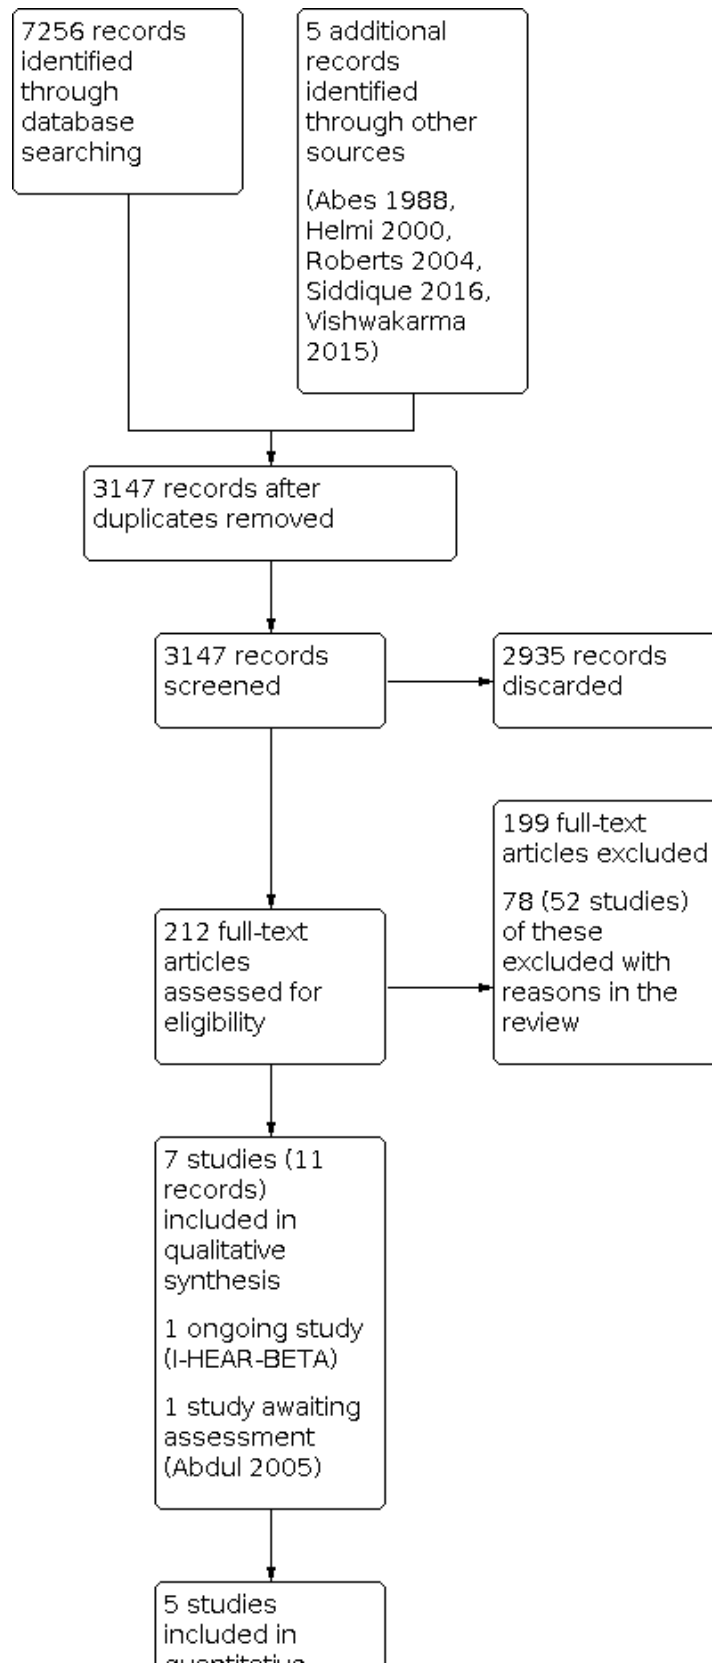 7256 records
identified
through
database
searching
5 additional
records
identified
through other
sources
(Abes 1988,
Helmi 2000,
Roberts 2004,
Siddique 2016,
Vishwakarma
2015)
3147 records after
duplicates removed
3147 records
screened
2935 records
discarded
199 full-text
articles excluded
78 (52 studies)
of these
excluded with
reasons in the
review
212 full-text
articles
assessed for
eligibility
7 studies (11
records)
included in
qualitative
synthesis
1 ongoing study
(I-HEAR-BETA)
1 study awaiting
assessment
(Abdul 2005)
5 studies
included in
quantitative